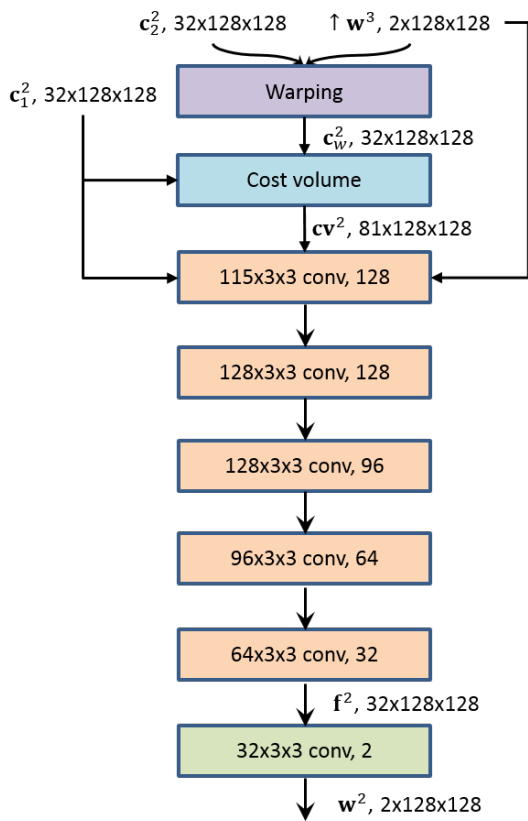 c₂², 32x128x128 ↑ w³, 2x128x128
c₁², 32x128x128
Warping
c_w², 32x128x128
Cost volume
cv², 81x128x128
115x3x3 conv, 128
128x3x3 conv, 128
128x3x3 conv, 96
96x3x3 conv, 64
64x3x3 conv, 32
f², 32x128x128
32x3x3 conv, 2
w², 2x128x128